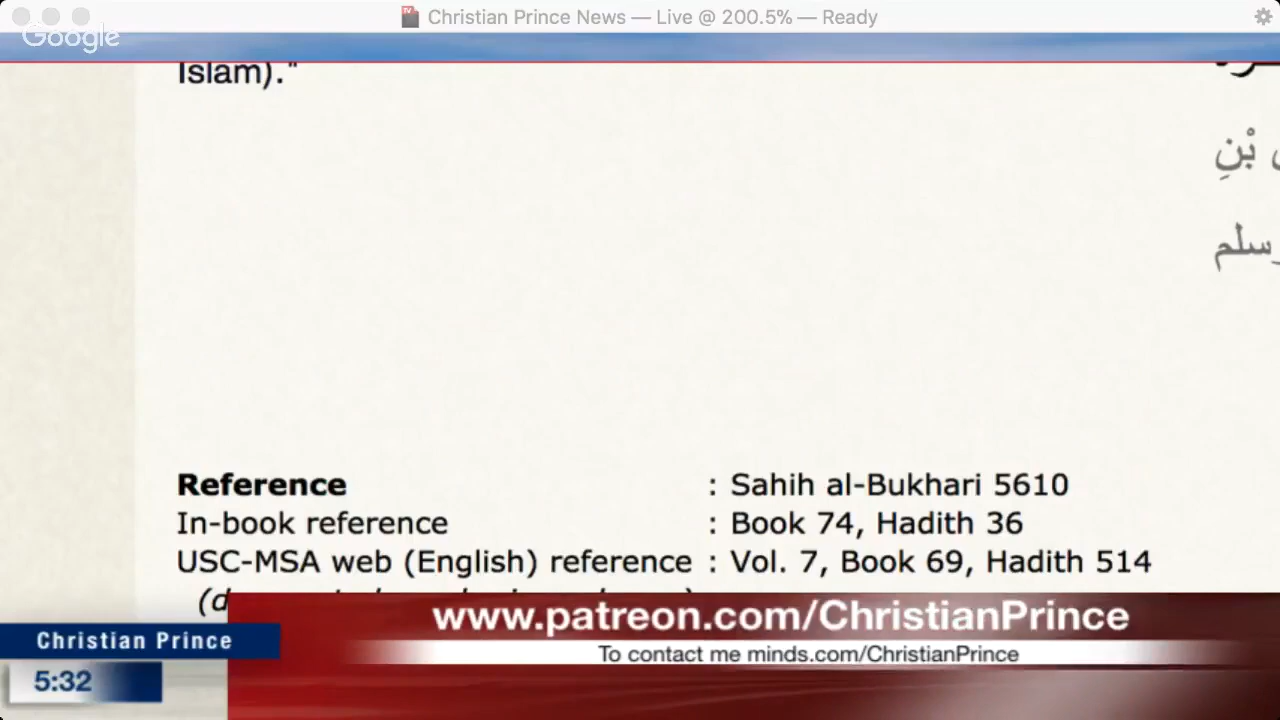 Christian Prince News — Live @ 200.5% — Ready
Google
Islam)."
بْنِ
وسلم
Reference : Sahih al-Bukhari 5610
In-book reference : Book 74, Hadith 36
USC-MSA web (English) reference : Vol. 7, Book 69, Hadith 514
www.patreon.com/ChristianPrince
Christian Prince
To contact me minds.com/ChristianPrince
5:32